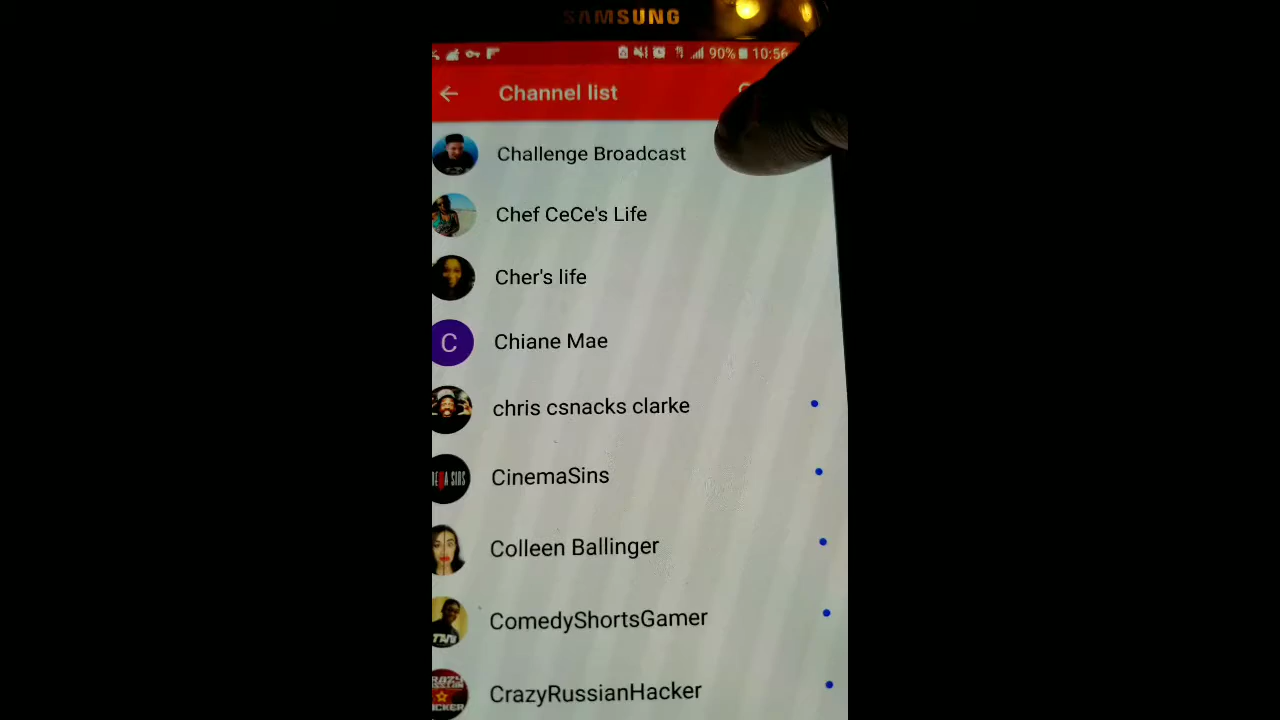 SAMSUNG
90% 10:56
Channel list
Challenge Broadcast
Chef CeCe's Life
Cher's life
C
Chiane Mae
chris csnacks clarke
CinemaSins
Colleen Ballinger
ComedyShortsGamer
CrazyRussianHacker